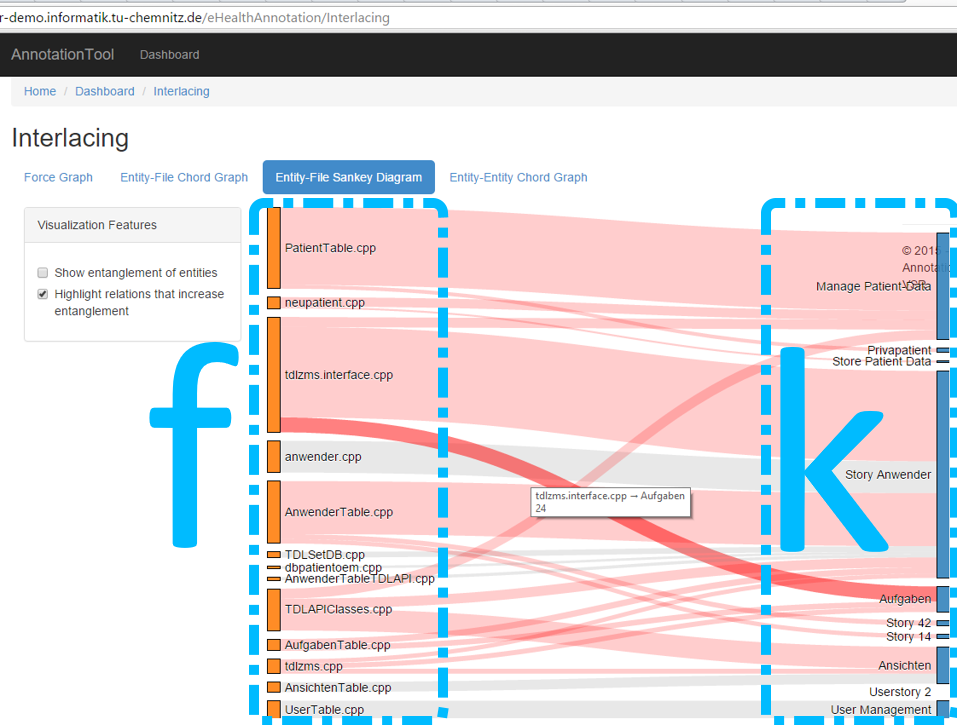 r-demo.informatik.tu-chemnitz.de/eHealthAnnotation/Interlacing
AnnotationTool Dashboard
Home / Dashboard / Interlacing
Interlacing
Force Graph Entity-File Chord Graph Entity-File Sankey Diagram Entity-Entity Chord Graph
Visualization Features
Show entanglement of entities
Highlight relations that increase
entanglement
f
PatientTable.cpp
neupatient.cpp
tdlzms.interface.cpp
anwender.cpp
AnwenderTable.cpp
TDLSetDB.cpp
dbpatientoem.cpp
AnwenderTableTDLAPI.cpp
TDLAPIClasses.cpp
AufgabenTable.cpp
tdlzms.cpp
AnsichtenTable.cpp
UserTable.cpp
tdlzms.interface.cpp → Aufgaben
24
k
© 2015
Manage Patient Data
Privapatient
Store Patient Data
Story Anwender
Aufgaben
Story 42
Story 14
Ansichten
Userstory 2
User Management